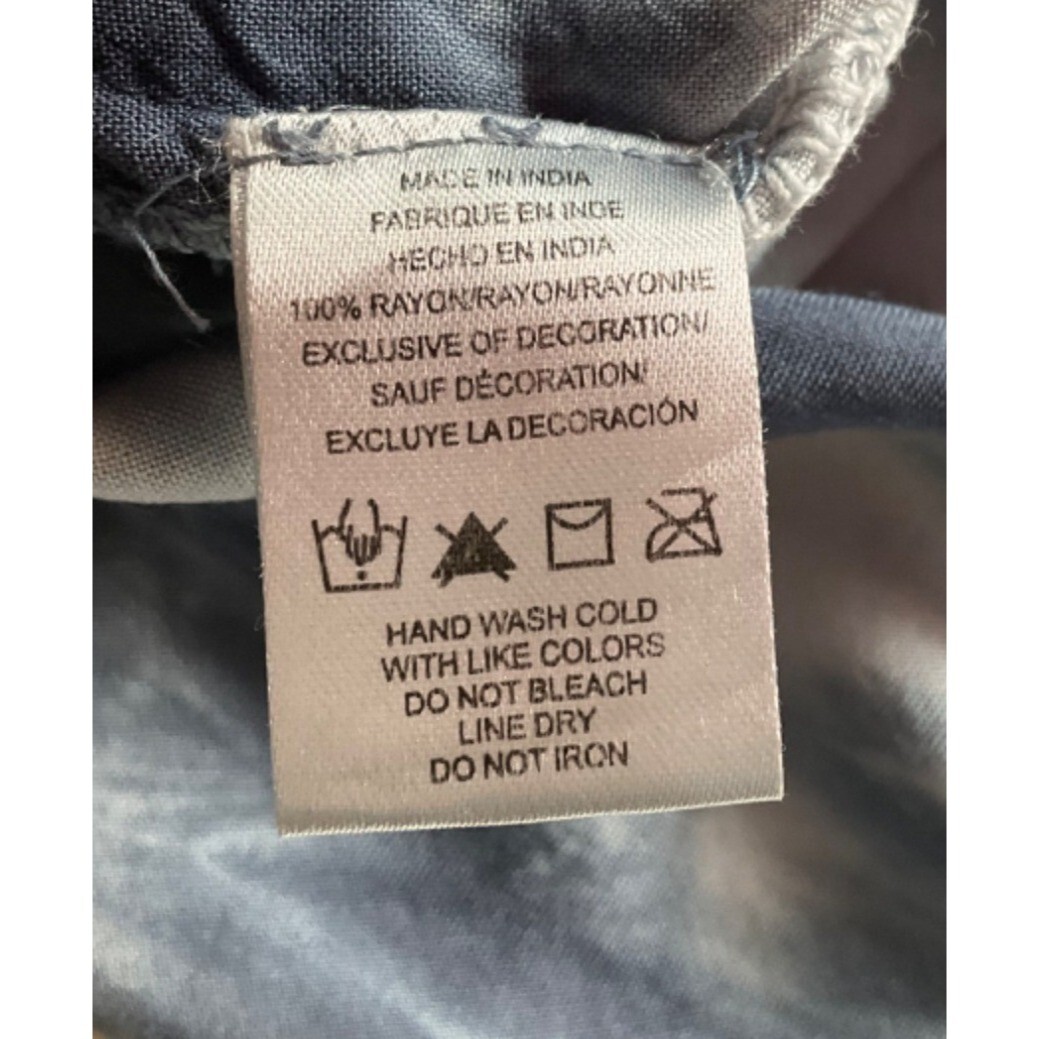 MADE IN INDIA
FABRIQUE EN INDE
HECHO EN INDIA
100% RAYON/RAYON/RAYONNE
EXCLUSIVE OF DECORATION/
SAUF DÉCORATION/
EXCLUYE LA DECORACIÓN
HAND WASH COLD
WITH LIKE COLORS
DO NOT BLEACH
LINE DRY
DO NOT IRON